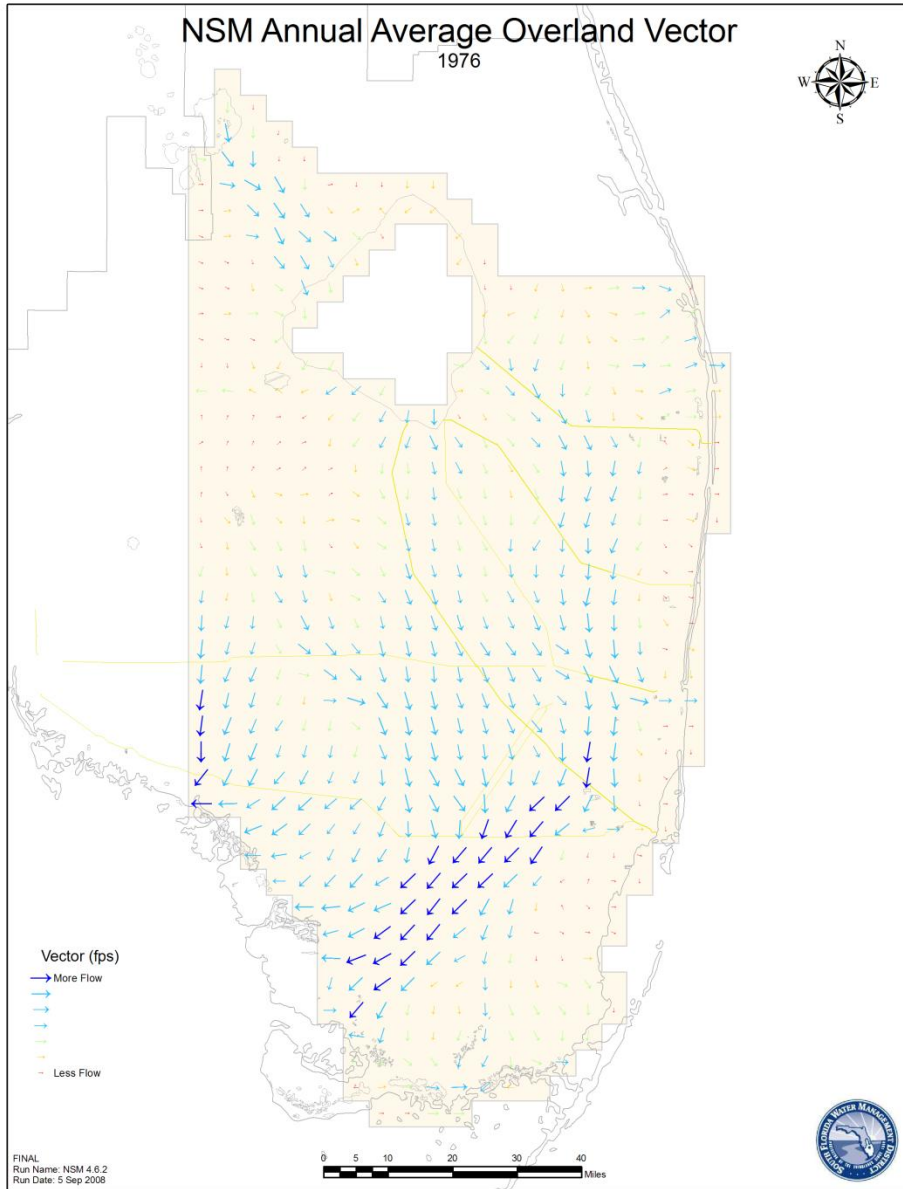 NSM Annual Average Overland Vector
1976
N
W E
S
Vector (fps)
More Flow
Less Flow
FINAL
Run Name: NSM 4.6.2
Run Date: 5 Sep 2008
0 5 10 20 30 40
Miles
SOUTH FLORIDA WATER MANAGEMENT DISTRICT